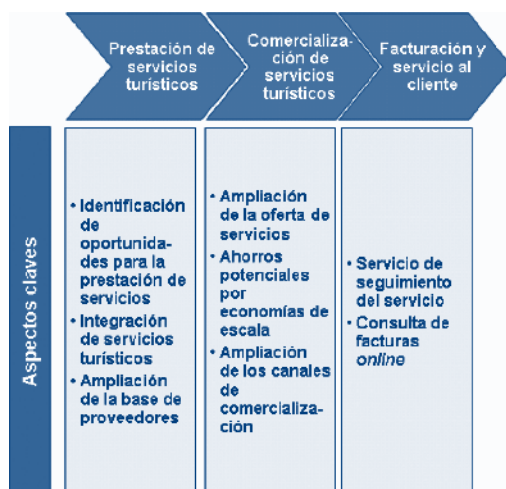 Prestación de
servicios
turísticos
Comercializa-
ción de
servicios
turísticos
Facturación y
servicio al
cliente
Aspectos claves
• Identificación
de
oportunida-
des para la
prestación de
servicios
• Integración
de servicios
turísticos
• Ampliación
de la base de
proveedores
• Ampliación
de la oferta de
servicios
• Ahorros
potenciales
por
economías de
escala
• Ampliación
de los canales
de
comercializa-
ción
• Servicio de
seguimiento
del servicio
• Consulta de
facturas
online